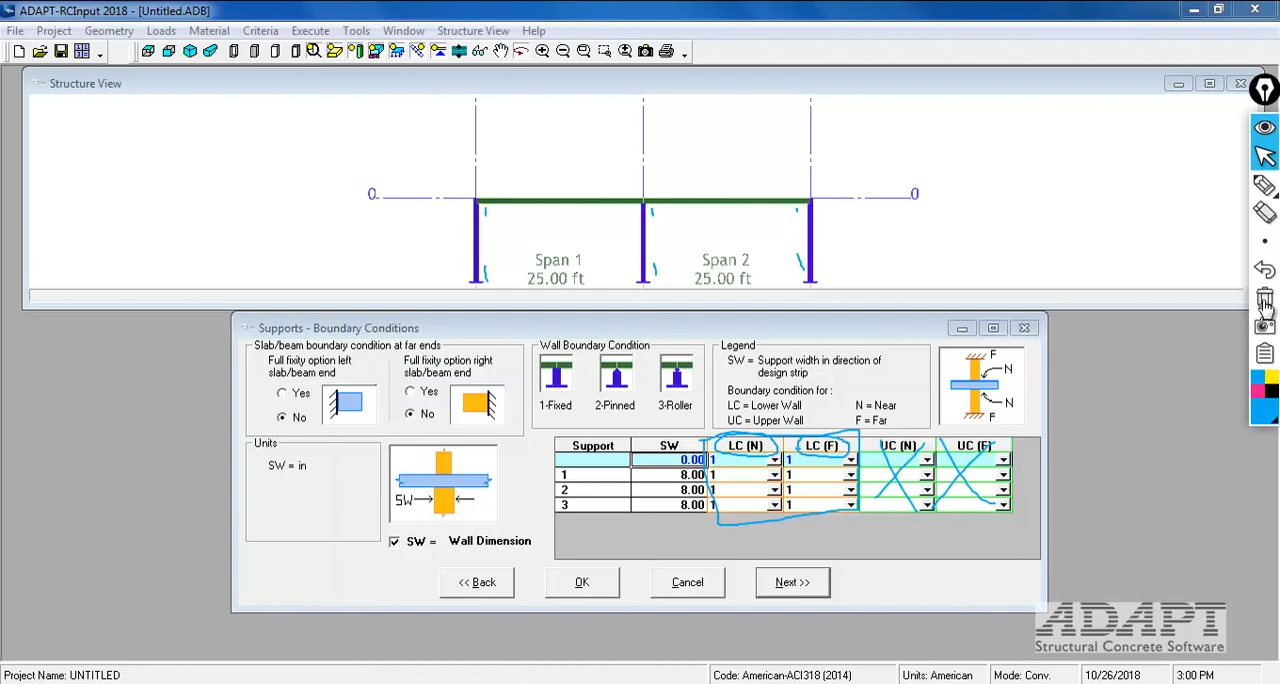 ADAPT-RCInput 2018 - [Untitled.ADB]
File Project Geometry Loads Material Criteria Execute Tools Window Structure View Help
Structure View
0 0
Span 1 Span 2
25.00 ft 25.00 ft
Supports - Boundary Conditions
Slab/beam boundary condition at far ends
Full fixity option left slab/beam end
Yes
No
Full fixity option right slab/beam end
Yes
No
Wall Boundary Condition
1-Fixed 2-Pinned 3-Roller
Legend
SW = Support width in direction of design strip
Boundary condition for :
LC = Lower Wall N = Near
UC = Upper Wall F = Far
F
N
N
F
Units
SW = in
SW
SW = Wall Dimension
Support SW LC (N) LC (F) UC (N) UC (F)
0.00 1 1
1 8.00 1 1
2 8.00 1 1
3 8.00 1 1
<< Back OK Cancel Next >>
ADAPT
Structural Concrete Software
Project Name: UNTITLED Code: American-ACI318 (2014) Units: American Mode: Conv. 10/26/2018 3:00 PM